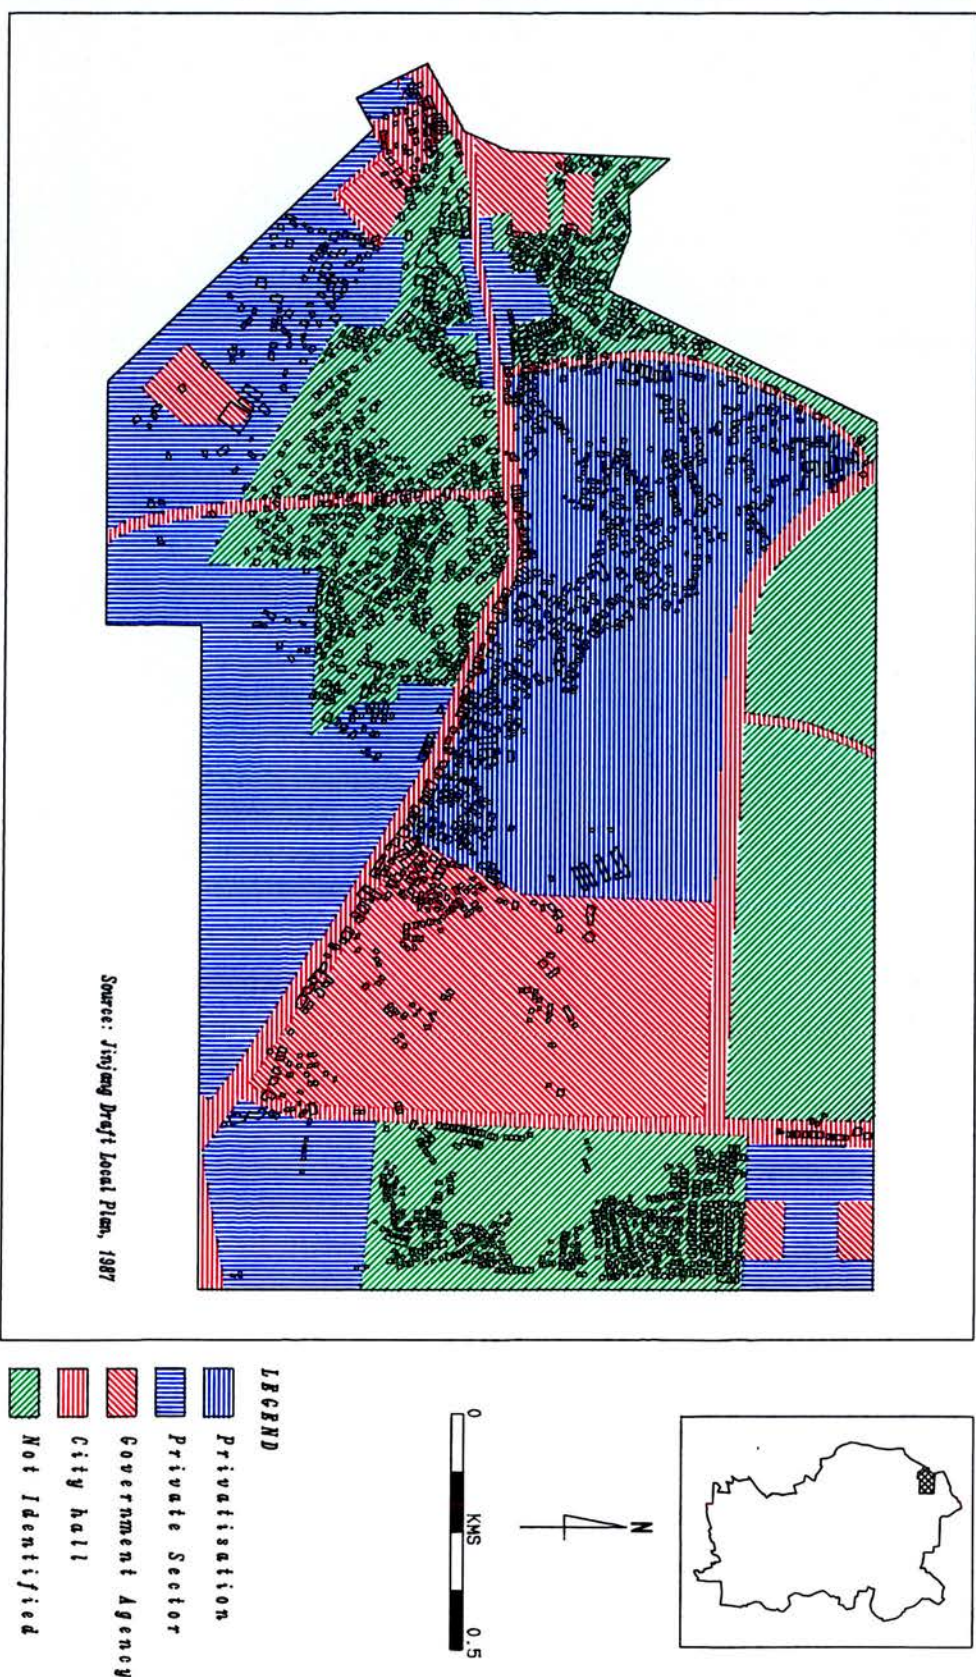 Source: Jinjang Draft Local Plan, 1987
N
0 KMS 0.5
LEGEND
Privatisation
Private Sector
Government Agency
City hall
Not Identified